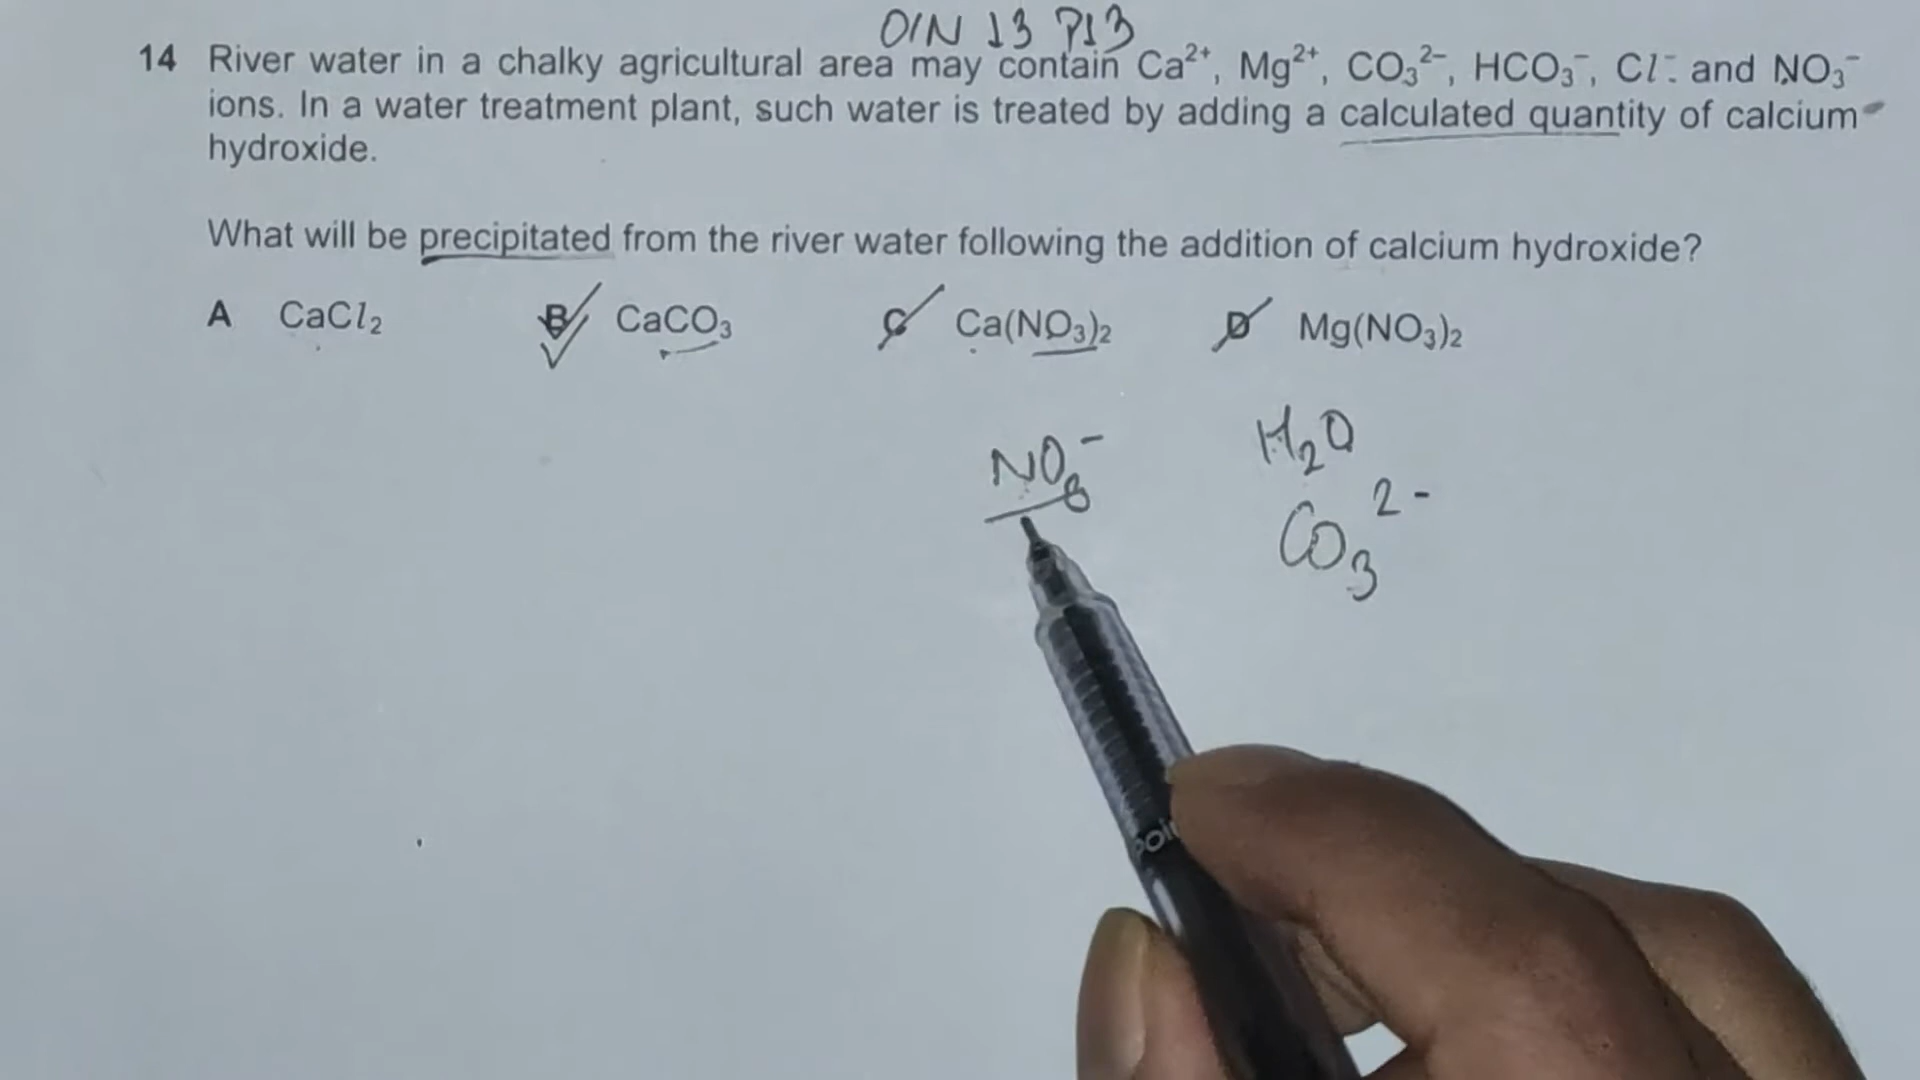 O/N 13 P13
14 River water in a chalky agricultural area may contain Ca²⁺, Mg²⁺, CO₃²⁻, HCO₃⁻, Cl⁻ and NO₃⁻
ions. In a water treatment plant, such water is treated by adding a calculated quantity of calcium
hydroxide.
What will be precipitated from the river water following the addition of calcium hydroxide?
A CaCl₂ B CaCO₃ C Ca(NO₃)₂ D Mg(NO₃)₂
NO₃⁻ H₂O
CO₃²⁻